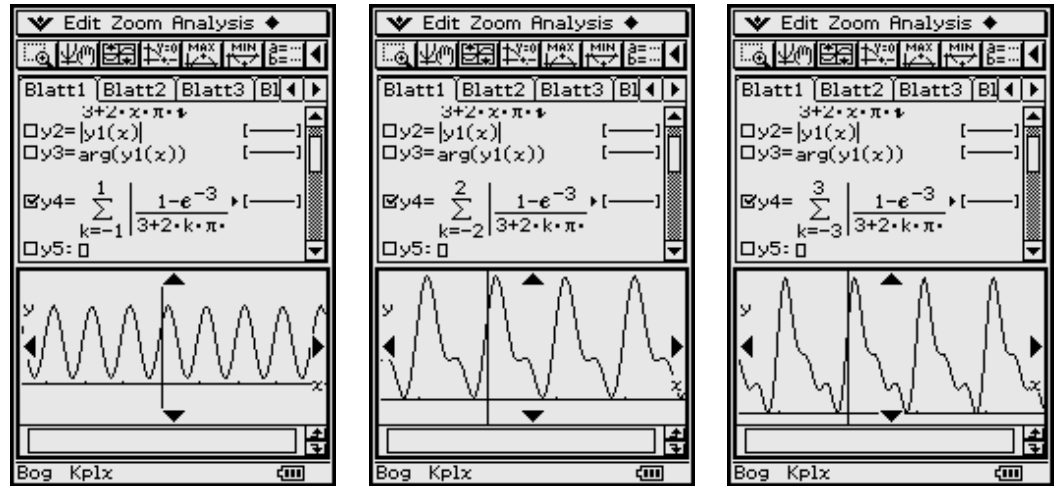 Edit Zoom Analysis
Blatt1 Blatt2 Blatt3 Bl
3+2·x·π·i
y2=|y1(x)| [—]
y3=arg(y1(x)) [—]
y4= 1 ∑ k=-1 | 1-e^-3 / 3+2·k·π· [—]
y5:
y
x
Bog Kplx
Edit Zoom Analysis
Blatt1 Blatt2 Blatt3 Bl
3+2·x·π·i
y2=|y1(x)| [—]
y3=arg(y1(x)) [—]
y4= 2 ∑ k=-2 | 1-e^-3 / 3+2·k·π· [—]
y5:
y
x
Bog Kplx
Edit Zoom Analysis
Blatt1 Blatt2 Blatt3 Bl
3+2·x·π·i
y2=|y1(x)| [—]
y3=arg(y1(x)) [—]
y4= 3 ∑ k=-3 | 1-e^-3 / 3+2·k·π· [—]
y5:
y
x
Bog Kplx